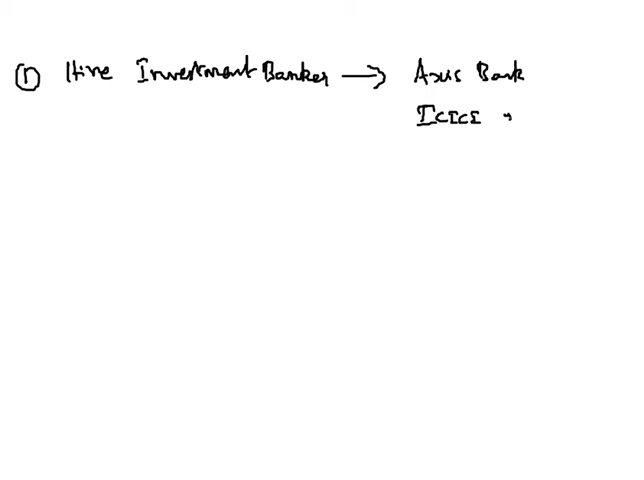 ① Hire Investment Banker → Axis Bank
ICICI "